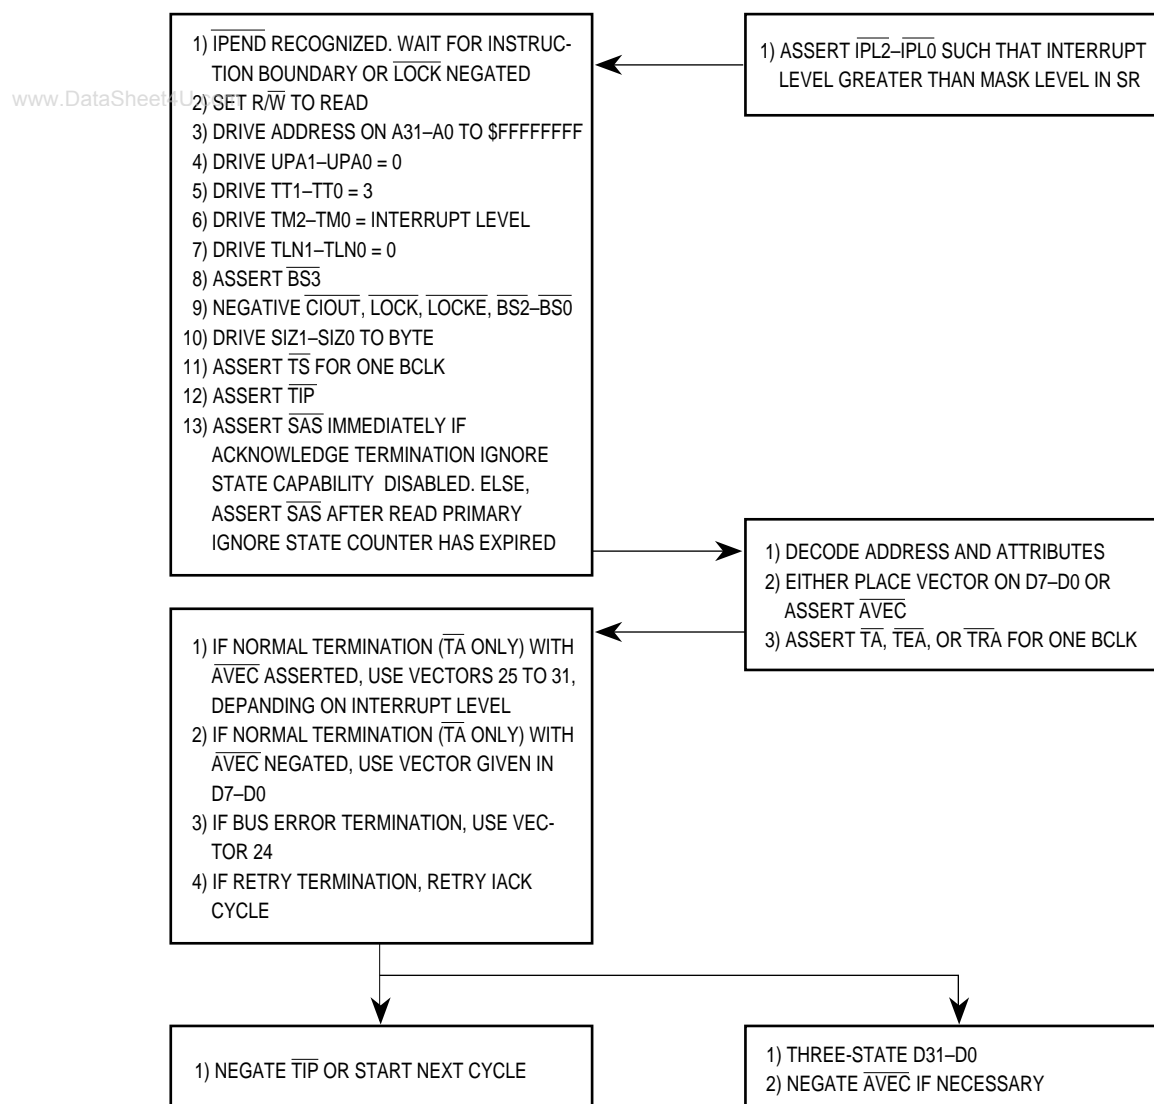 1) IPEND RECOGNIZED. WAIT FOR INSTRUC-
TION BOUNDARY OR LOCK NEGATED
2) SET R/W TO READ
3) DRIVE ADDRESS ON A31–A0 TO $FFFFFFFF
4) DRIVE UPA1–UPA0 = 0
5) DRIVE TT1–TT0 = 3
6) DRIVE TM2–TM0 = INTERRUPT LEVEL
7) DRIVE TLN1–TLN0 = 0
8) ASSERT BS3
9) NEGATIVE CIOUT, LOCK, LOCKE, BS2–BS0
10) DRIVE SIZ1–SIZ0 TO BYTE
11) ASSERT TS FOR ONE BCLK
12) ASSERT TIP
13) ASSERT SAS IMMEDIATELY IF
ACKNOWLEDGE TERMINATION IGNORE
STATE CAPABILITY DISABLED. ELSE,
ASSERT SAS AFTER READ PRIMARY
IGNORE STATE COUNTER HAS EXPIRED
1) ASSERT IPL2–IPL0 SUCH THAT INTERRUPT
LEVEL GREATER THAN MASK LEVEL IN SR
www.DataSheet4U.com
1) DECODE ADDRESS AND ATTRIBUTES
2) EITHER PLACE VECTOR ON D7–D0 OR
ASSERT AVEC
3) ASSERT TA, TEA, OR TRA FOR ONE BCLK
1) IF NORMAL TERMINATION (TA ONLY) WITH
AVEC ASSERTED, USE VECTORS 25 TO 31,
DEPANDING ON INTERRUPT LEVEL
2) IF NORMAL TERMINATION (TA ONLY) WITH
AVEC NEGATED, USE VECTOR GIVEN IN
D7–D0
3) IF BUS ERROR TERMINATION, USE VEC-
TOR 24
4) IF RETRY TERMINATION, RETRY IACK
CYCLE
1) NEGATE TIP OR START NEXT CYCLE
1) THREE-STATE D31–D0
2) NEGATE AVEC IF NECESSARY